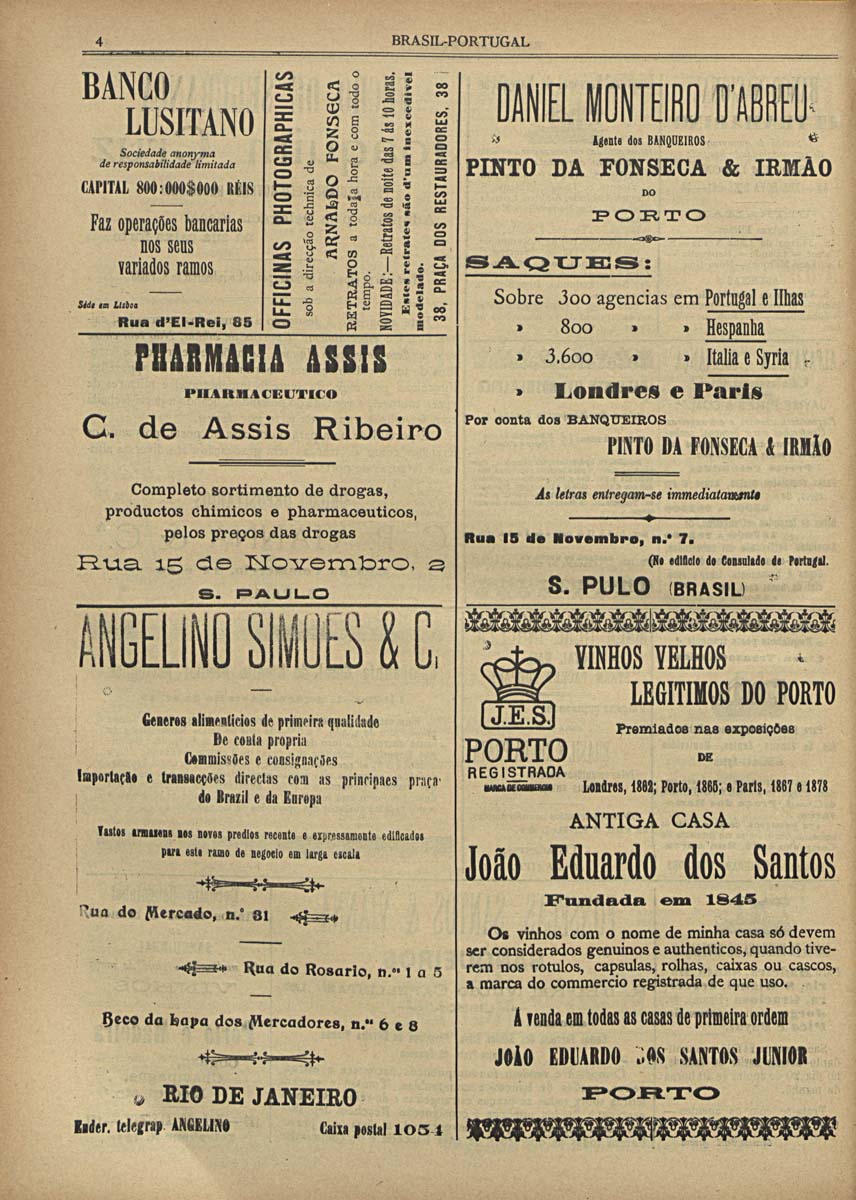 4
BRASIL-PORTUGAL
BANCO
LUSITANO
Sociedade anonyma
de responsabilidade limitada
CAPITAL 800:000$000 RÉIS
Faz operações bancarias
nos seus
variados ramos
Séde em Lisboa
Rua d'El-Rei, 85
OFFICINAS PHOTOGRAPHICAS
sob a direcção technica de
ARNALDO FONSECA
RETRATOS a toda a hora e com todo o
tempo.
NOVIDADE:—Retratos de noite das 7 ás 10 horas.
Estes retratos são d'um inexcedivel
modelado.
38, PRAÇA DOS RESTAURADORES, 38
PHARMACIA ASSIS
PHARMACEUTICO
C. de Assis Ribeiro
Completo sortimento de drogas,
productos chimicos e pharmaceuticos,
pelos preços das drogas
Rua 15 de Novembro, 2
S. PAULO
ANGELINO SIMÕES & C.
Generos alimenticios de primeira qualidade
De conta propria
Commissões e consignações
Importação e transacções directas com as principaes praça
do Brazil e da Europa
Vastos armazens nos novos predios recente e expressamente edificados
para este ramo de negocio em larga escala
Rua do Mercado, n.º 31
Rua do Rosario, n.ºs 1 a 5
Beco da Lapa dos Mercadores, n.ºs 6 e 8
RIO DE JANEIRO
Ender. telegrap. ANGELINO Caixa postal 1054
DANIEL MONTEIRO D'ABREU
Agente dos BANQUEIROS
PINTO DA FONSECA & IRMÃO
DO
PORTO
SAQUES:
Sobre 300 agencias em Portugal e Ilhas
» 800 » » Hespanha
» 3.600 » » Italia e Syria
» Londres e Paris
Por conta dos BANQUEIROS
PINTO DA FONSECA & IRMÃO
As letras entregam-se immediatamente
Rua 15 de Novembro, n.º 7.
(No edificio do Consulado de Portugal.
S. PULO (BRASIL)
J.E.S.
PORTO
REGISTRADA
MARCA DE COMMERCIO
VINHOS VELHOS
LEGITIMOS DO PORTO
Premiados nas exposições
DE
Londres, 1862; Porto, 1865; e Paris, 1867 e 1878
ANTIGA CASA
João Eduardo dos Santos
Fundada em 1845
Os vinhos com o nome de minha casa só devem
ser considerados genuinos e authenticos, quando tive-
rem nos rotulos, capsulas, rolhas, caixas ou cascos,
a marca do commercio registrada de que uso.
A venda em todas as casas de primeira ordem
JOÃO EDUARDO DOS SANTOS JUNIOR
PORTO